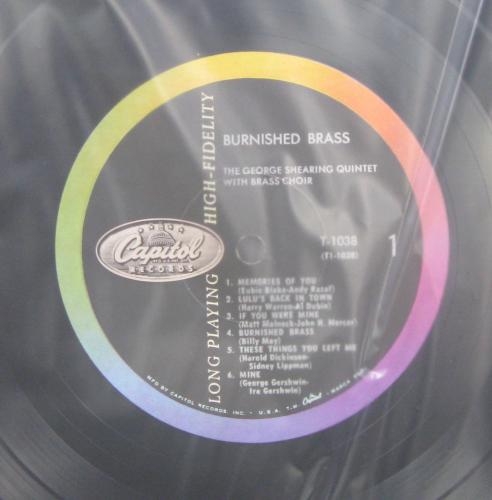 BURNISHED BRASS
THE GEORGE SHEARING QUINTET
WITH BRASS CHOIR
LONG PLAYING HIGH-FIDELITY
Capitol
RECORDS
T-1038
(T1-1038)
1
1. MEMORIES OF YOU
(Eubie Blake-Andy Razaf)
2. LULU'S BACK IN TOWN
(Harry Warren-Al Dubin)
3. IF YOU WERE MINE
(Matt Malneck-John H. Mercer)
4. BURNISHED BRASS
(Billy May)
5. THESE THINGS YOU LEFT ME
(Harold Dickinson-
Sidney Lippman)
6. MINE
(George Gershwin-
Ira Gershwin)
MFD BY CAPITOL RECORDS, INC. • U.S.A. T.M. Capitol